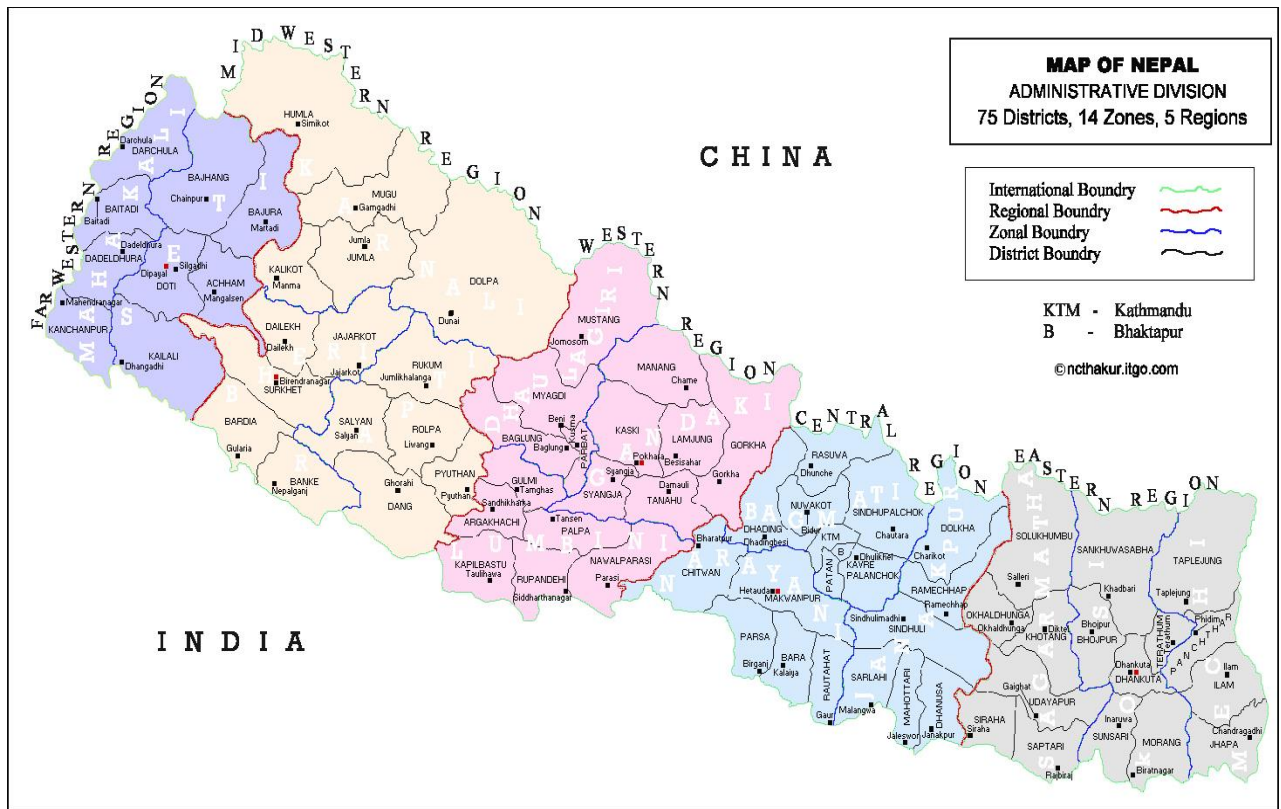 MAP OF NEPAL
ADMINISTRATIVE DIVISION
75 Districts, 14 Zones, 5 Regions
International Boundary
Regional Boundary
Zonal Boundary
District Boundary
KTM - Kathmandu
B - Bhaktapur
© ncthakur.itgo.com
CHINA
INDIA
FAR WESTERN REGION
MAHAKALI
SETI
Darchula
DARCHULA
BAJHANG
Chainpur
BAITADI
Baitadi
BAJURA
Martadi
Dadeldhura
DADELDHURA
Silgadhi
Dipayal
DOTI
ACHHAM
Mangalsen
Mahendranagar
KANCHANPUR
KAILALI
Dhangadhi
MID WESTERN REGION
KARNALI
BHERI
RAPTI
HUMLA
Simikot
MUGU
Gamgadhi
Jumla
JUMLA
KALIKOT
Manma
DOLPA
Dunai
DAILEKH
Dailekh
JAJARKOT
Jajarkot
RUKUM
Jumlikhalanga
Birendranagar
SURKHET
BARDIA
Gularia
SALYAN
Salyan
ROLPA
Livang
BANKE
Nepalganj
Ghorahi
DANG
PYUTHAN
Pyuthan
WESTERN REGION
DHAULAGIRI
GANDAKI
LUMBINI
MUSTANG
Jomosom
MANANG
Chame
MYAGDI
Beni
Kusma
PARBAT
BAGLUNG
Baglung
KASKI
Pokhara
LAMJUNG
Besisahar
GORKHA
Gorkha
GULMI
Tamghas
Syangja
SYANGJA
Damauli
TANAHU
Sandhikharka
ARGAKHACHI
Tansen
PALPA
KAPILBASTU
Taulihawa
RUPANDEHI
Siddharthanagar
NAWALPARASI
Parasi
CENTRAL REGION
BAGMATI
NARAYANI
JANAKPUR
RASUWA
Dhunche
NUWAKOT
Bidur
SINDHUPALCHOK
Chautara
DHADING
Dhadingbesi
KTM
B
PATAN
Dhulikhel
KAVRE
PALANCHOK
DOLKHA
Charikot
Bharatpur
CHITWAN
Hetauda
MAKWANPUR
RAMECHHAP
Ramechhap
Sindhulimadhi
SINDHULI
PARSA
Birganj
BARA
Kalaiya
RAUTAHAT
Gaur
SARLAHI
Malangwa
MAHOTTARI
Jaleswor
DHANUSA
Janakpur
EASTERN REGION
SAGARMATHA
KOSI
MECHI
SOLUKHUMBU
Salleri
SANKHUWASABHA
Khadbari
TAPLEJUNG
Taplejung
OKHALDHUNGA
Okhaldhunga
Diktel
KHOTANG
Bhojpur
BHOJPUR
TERATHUM
Terathum
Phidim
PANCHTHAR
Dhankuta
DHANKUTA
Ilam
ILAM
Gaighat
UDAYAPUR
SIRAHA
Siraha
SAPTARI
Rajbiraj
Inaruva
SUNSARI
MORANG
Biratnagar
Chandragadhi
JHAPA